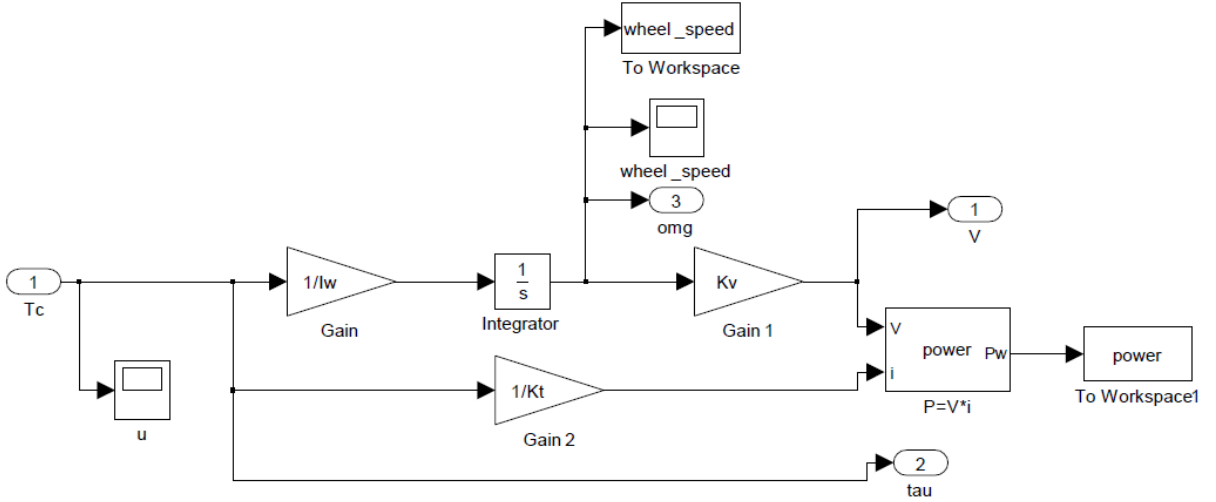 wheel _speed
To Workspace
wheel _speed
3
omg
1
V
1
Tc
1/Iw
Gain
1
s
Integrator
Kv
Gain 1
V
i
power
Pw
P=V*i
power
To Workspace1
u
1/Kt
Gain 2
2
tau